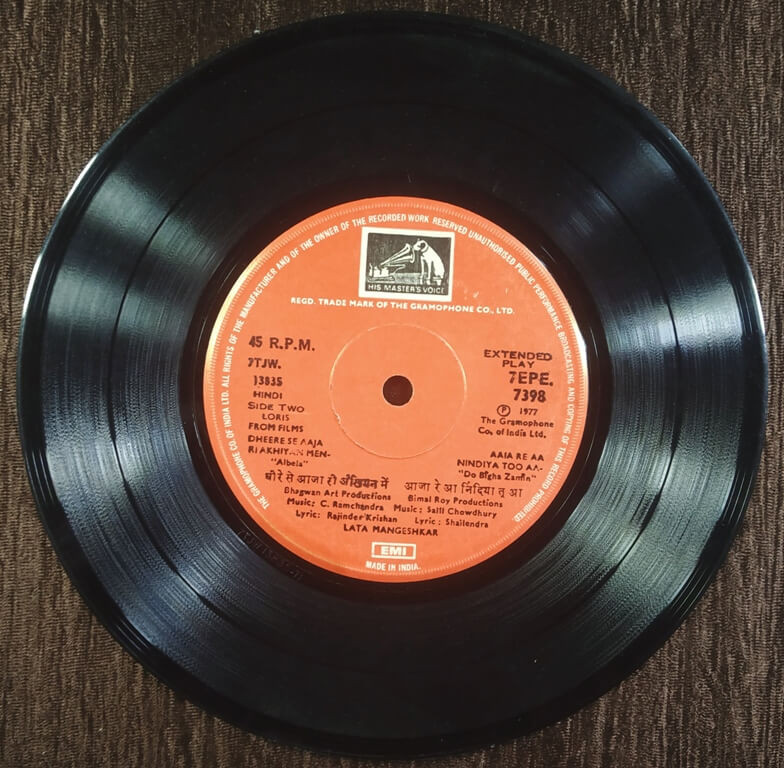 THE GRAMOPHONE CO. OF INDIA LTD. ALL RIGHTS OF THE MANUFACTURER AND OF THE OWNER OF THE RECORDED WORK RESERVED UNAUTHORISED PUBLIC PERFORMANCE BROADCASTING AND COPYING OF THIS RECORD PROHIBITED.
HIS MASTER'S VOICE
REGD. TRADE MARK OF THE GRAMOPHONE CO., LTD.
45 R.P.M.
7TJW.
13835
HINDI
SIDE TWO
LORIS
FROM FILMS
DHEERE SE AAJA
RI AKHIYAN MEN-
"Albela"
EXTENDED
PLAY
7EPE.
7398
Ⓟ 1977
The Gramophone
Co. of India Ltd.
AAJA RE AA
NINDIYA TOO AA-
"Do Bigha Zamin"
धीरे से आजा री अँखियन में आजा रे आ निंदिया तू आ
Bhagwan Art Productions Bimal Roy Productions
Music: C. Ramchandra Music: Salil Chowdhury
Lyric: Rajinder Krishan Lyric: Shailendra
LATA MANGESHKAR
EMI
MADE IN INDIA.